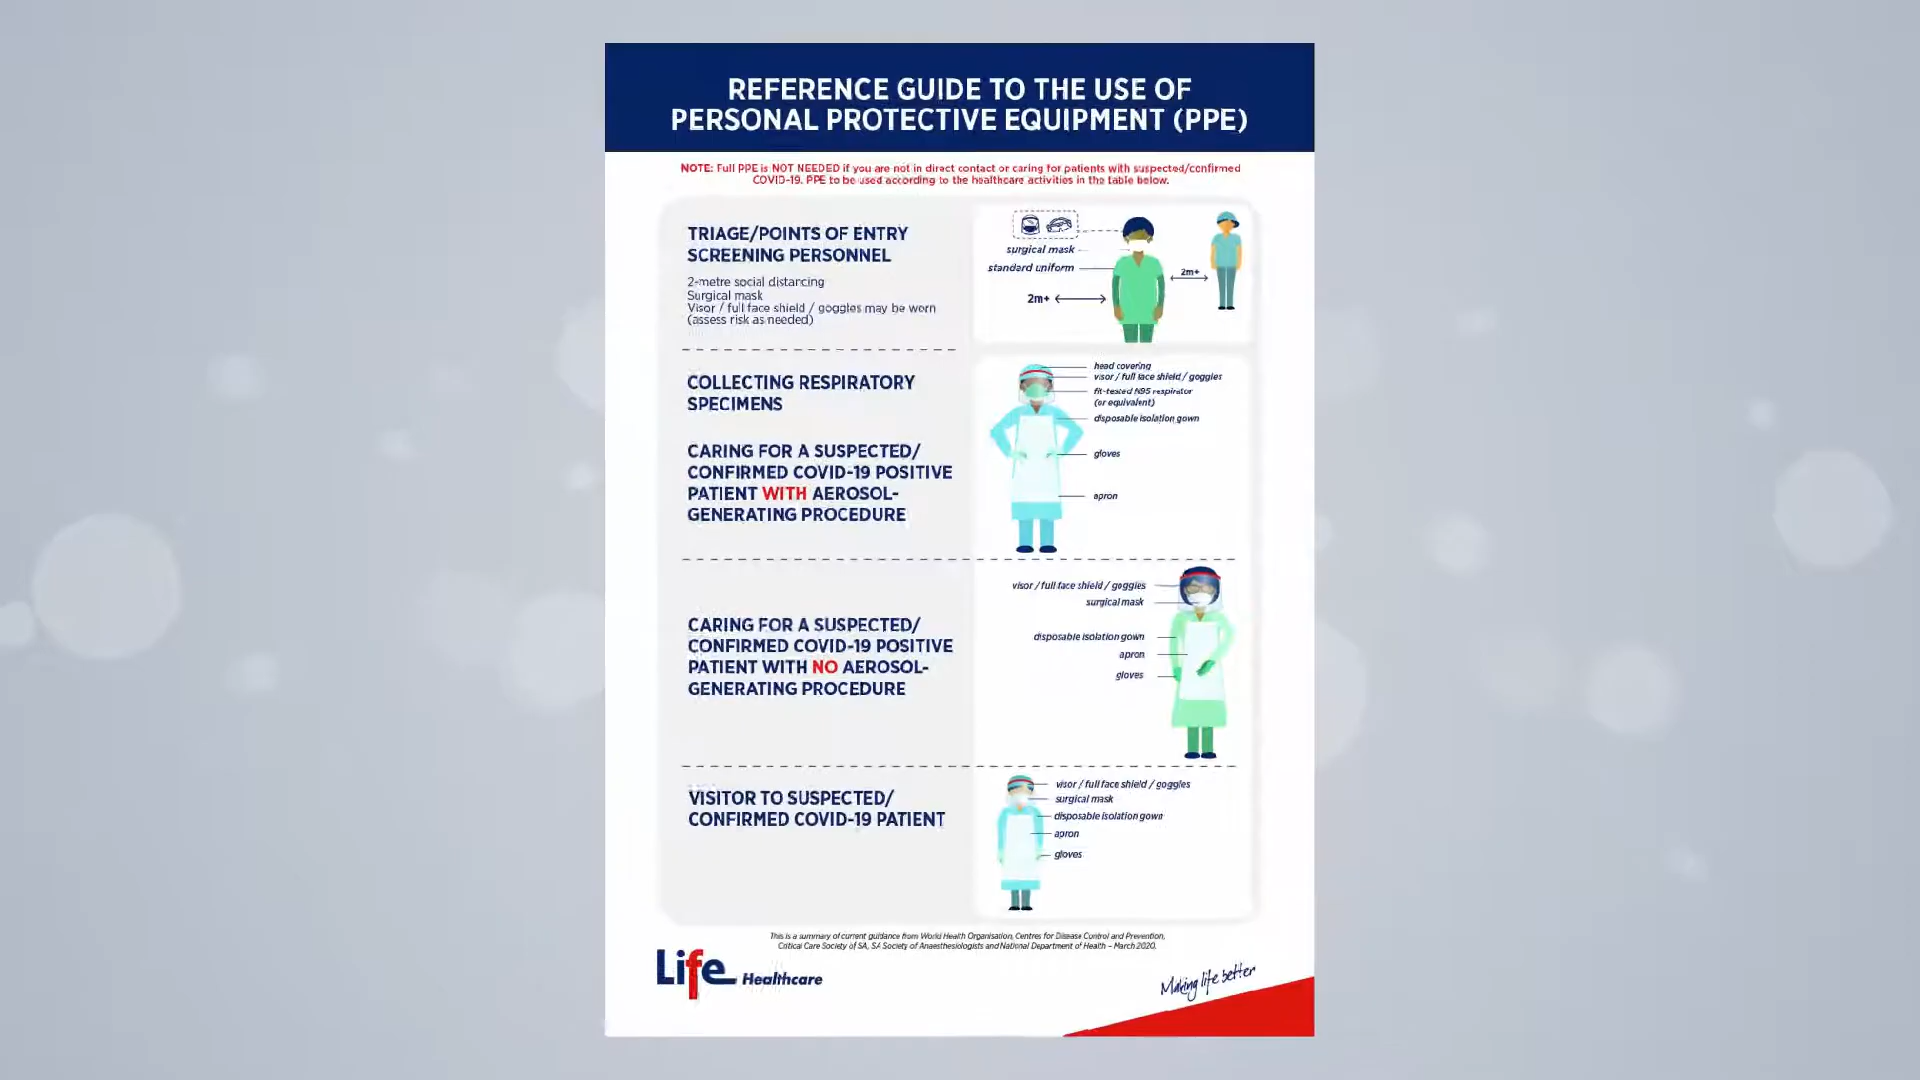 REFERENCE GUIDE TO THE USE OF
PERSONAL PROTECTIVE EQUIPMENT (PPE)
NOTE: Full PPE is NOT NEEDED if you are not in direct contact or caring for patients with suspected/confirmed
COVID-19. PPE to be used according to the healthcare activities in the table below.
TRIAGE/POINTS OF ENTRY
SCREENING PERSONNEL
2-metre social distancing
Surgical mask
Visor / full face shield / goggles may be worn
(assess risk as needed)
surgical mask
standard uniform
2m+
2m+
COLLECTING RESPIRATORY
SPECIMENS
CARING FOR A SUSPECTED/
CONFIRMED COVID-19 POSITIVE
PATIENT WITH AEROSOL-
GENERATING PROCEDURE
head covering
visor / full face shield / goggles
fit-tested N95 respirator
(or equivalent)
disposable isolation gown
gloves
apron
CARING FOR A SUSPECTED/
CONFIRMED COVID-19 POSITIVE
PATIENT WITH NO AEROSOL-
GENERATING PROCEDURE
visor / full face shield / goggles
surgical mask
disposable isolation gown
apron
gloves
VISITOR TO SUSPECTED/
CONFIRMED COVID-19 PATIENT
visor / full face shield / goggles
surgical mask
disposable isolation gown
apron
gloves
This is a summary of current guidance from World Health Organisation, Centres for Disease Control and Prevention,
Critical Care Society of SA, SA Society of Anaesthesiologists and National Department of Health – March 2020.
Life Healthcare
Making life better